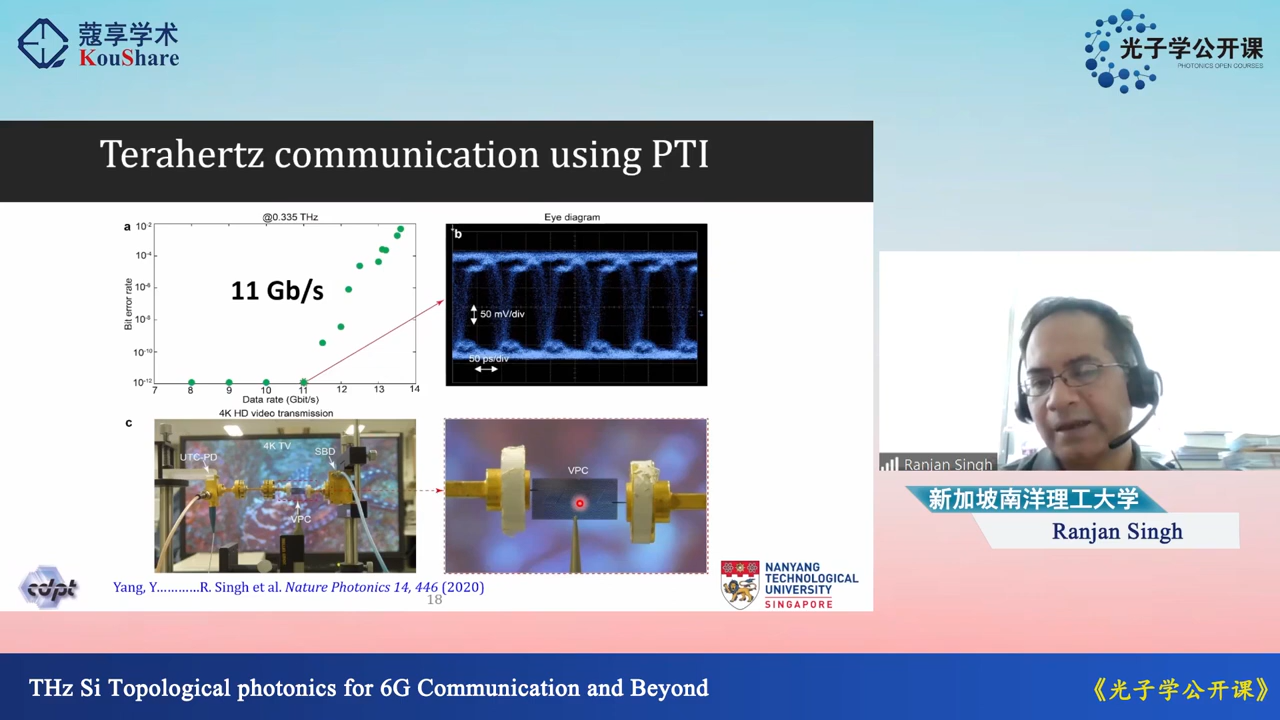 蔻享学术
KouShare
光子学公开课
PHOTONICS OPEN COURSES
Terahertz communication using PTI
@0.335 THz
a
10-2
10-4
10-6
10-8
10-10
10-12
Bit error rate
11 Gb/s
7 8 9 10 11 12 13 14
Data rate (Gbit/s)
Eye diagram
b
50 mV/div
50 ps/div
c
4K HD video transmission
UTC-PD
4K TV
SBD
VPC
VPC
Yang, Y…………R. Singh et al. Nature Photonics 14, 446 (2020)
18
cdpt
NANYANG
TECHNOLOGICAL
UNIVERSITY
SINGAPORE
Ranjan Singh
新加坡南洋理工大学
Ranjan Singh
THz Si Topological photonics for 6G Communication and Beyond
《光子学公开课》